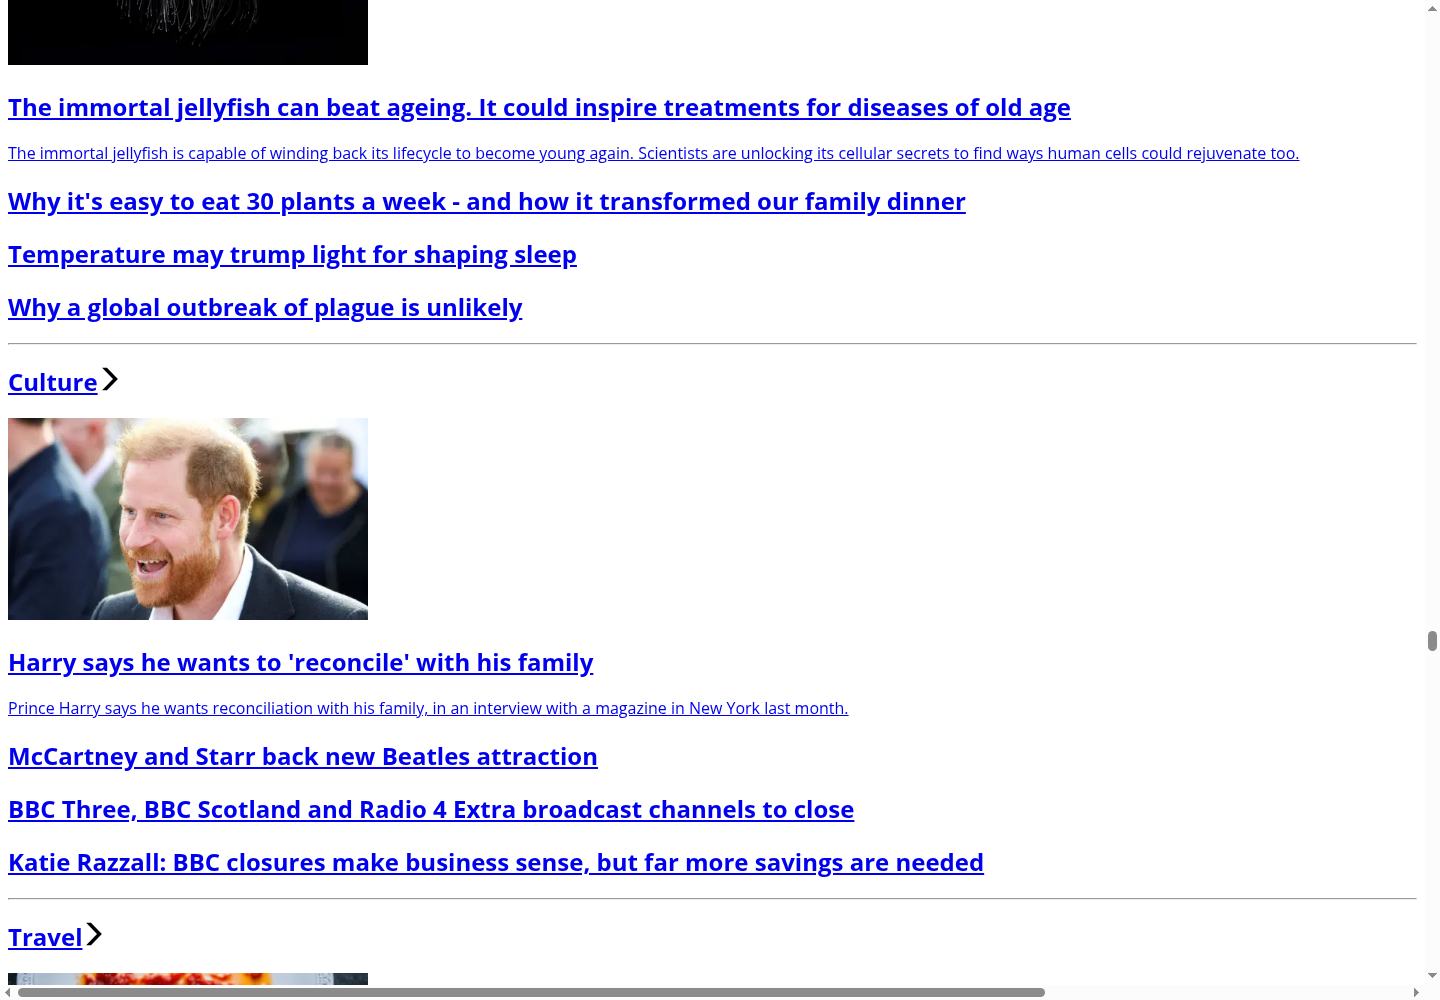 The immortal jellyfish can beat ageing. It could inspire treatments for diseases of old age
The immortal jellyfish is capable of winding back its lifecycle to become young again. Scientists are unlocking its cellular secrets to find ways human cells could rejuvenate too.
Why it's easy to eat 30 plants a week - and how it transformed our family dinner
Temperature may trump light for shaping sleep
Why a global outbreak of plague is unlikely
Culture
Harry says he wants to 'reconcile' with his family
Prince Harry says he wants reconciliation with his family, in an interview with a magazine in New York last month.
McCartney and Starr back new Beatles attraction
BBC Three, BBC Scotland and Radio 4 Extra broadcast channels to close
Katie Razzall: BBC closures make business sense, but far more savings are needed
Travel